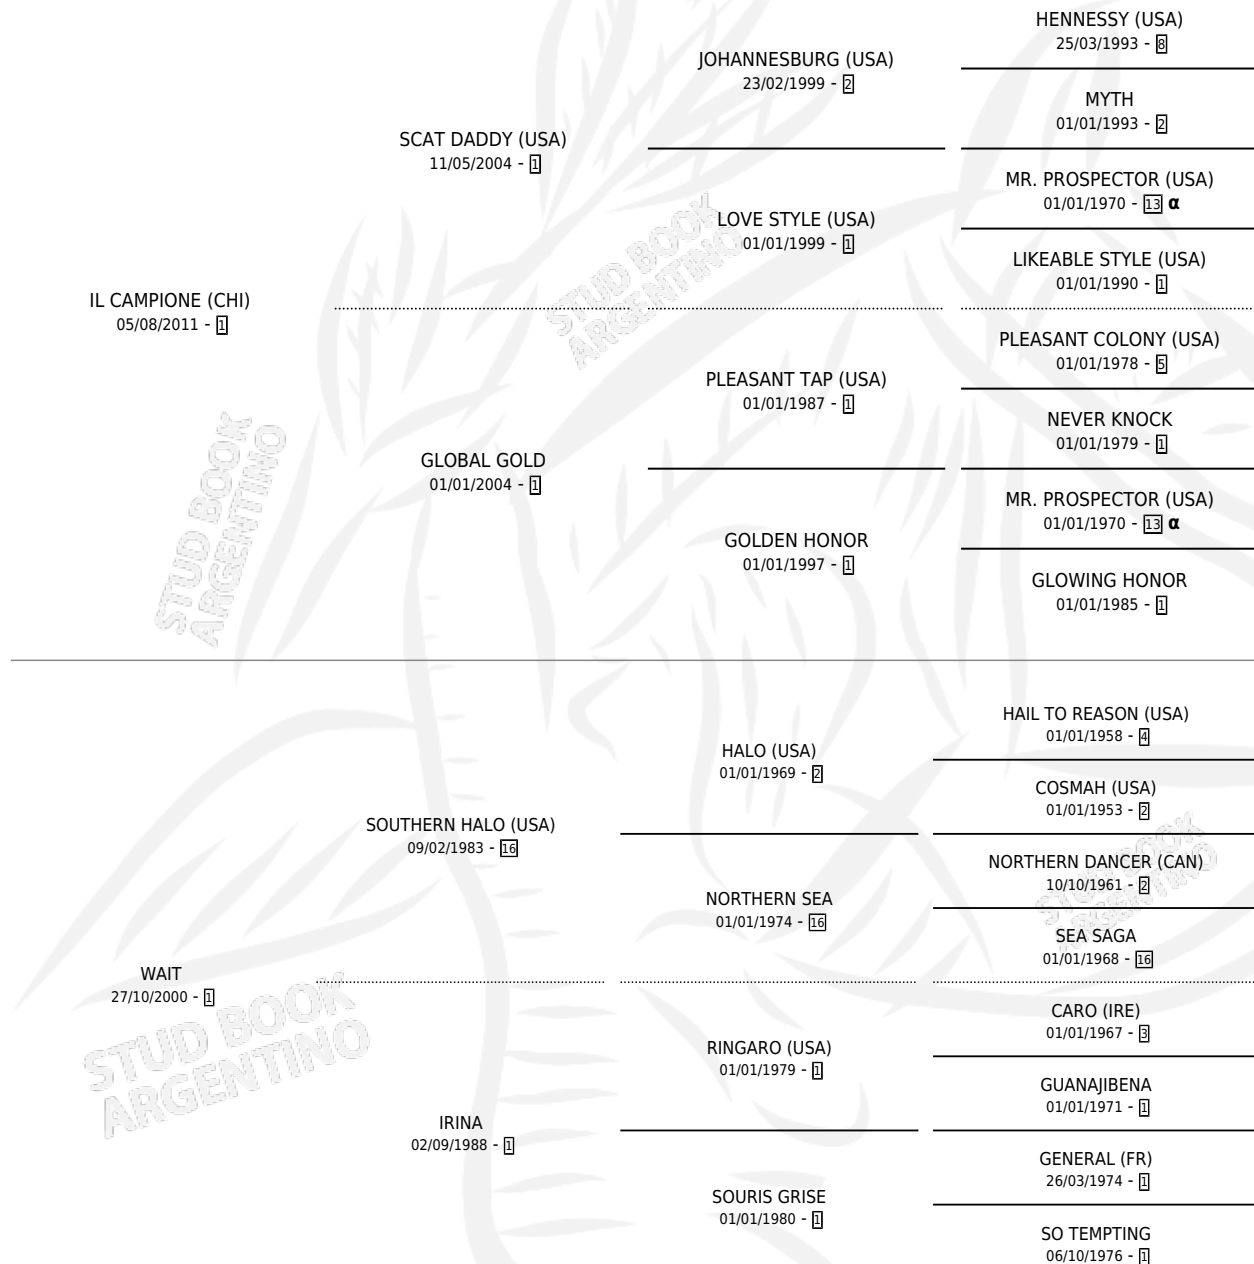 HENNESSY (USA)
25/03/1993 - 8
JOHANNESBURG (USA)
23/02/1999 - 2
MYTH
01/01/1993 - 2
SCAT DADDY (USA)
11/05/2004 - 1
MR. PROSPECTOR (USA)
01/01/1970 - 13 α
LOVE STYLE (USA)
01/01/1999 - 1
LIKEABLE STYLE (USA)
01/01/1990 - 1
IL CAMPIONE (CHI)
05/08/2011 - 1
PLEASANT COLONY (USA)
01/01/1978 - 5
PLEASANT TAP (USA)
01/01/1987 - 1
NEVER KNOCK
01/01/1979 - 1
GLOBAL GOLD
01/01/2004 - 1
MR. PROSPECTOR (USA)
01/01/1970 - 13 α
GOLDEN HONOR
01/01/1997 - 1
GLOWING HONOR
01/01/1985 - 1
HAIL TO REASON (USA)
01/01/1958 - 4
HALO (USA)
01/01/1969 - 2
COSMAH (USA)
01/01/1953 - 2
SOUTHERN HALO (USA)
09/02/1983 - 16
NORTHERN DANCER (CAN)
10/10/1961 - 2
NORTHERN SEA
01/01/1974 - 16
SEA SAGA
01/01/1968 - 16
WAIT
27/10/2000 - 1
CARO (IRE)
01/01/1967 - 3
RINGARO (USA)
01/01/1979 - 1
GUANAJIBENA
01/01/1971 - 1
IRINA
02/09/1988 - 1
GENERAL (FR)
26/03/1974 - 1
SOURIS GRISE
01/01/1980 - 1
SO TEMPTING
06/10/1976 - 1
STUD BOOK
ARGENTINO
STUD BOOK
ARGENTINO
STUD BOOK
ARGENTINO
STUD BOOK
ARGENTINO